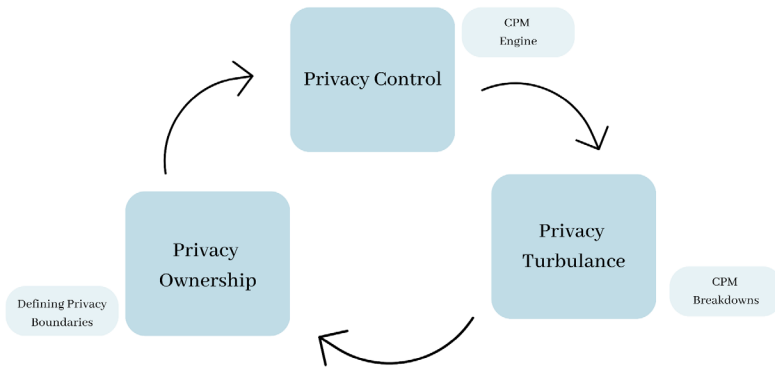 Privacy Control
CPM
Engine
Privacy
Turbulance
CPM
Breakdowns
Privacy
Ownership
Defining Privacy
Boundaries